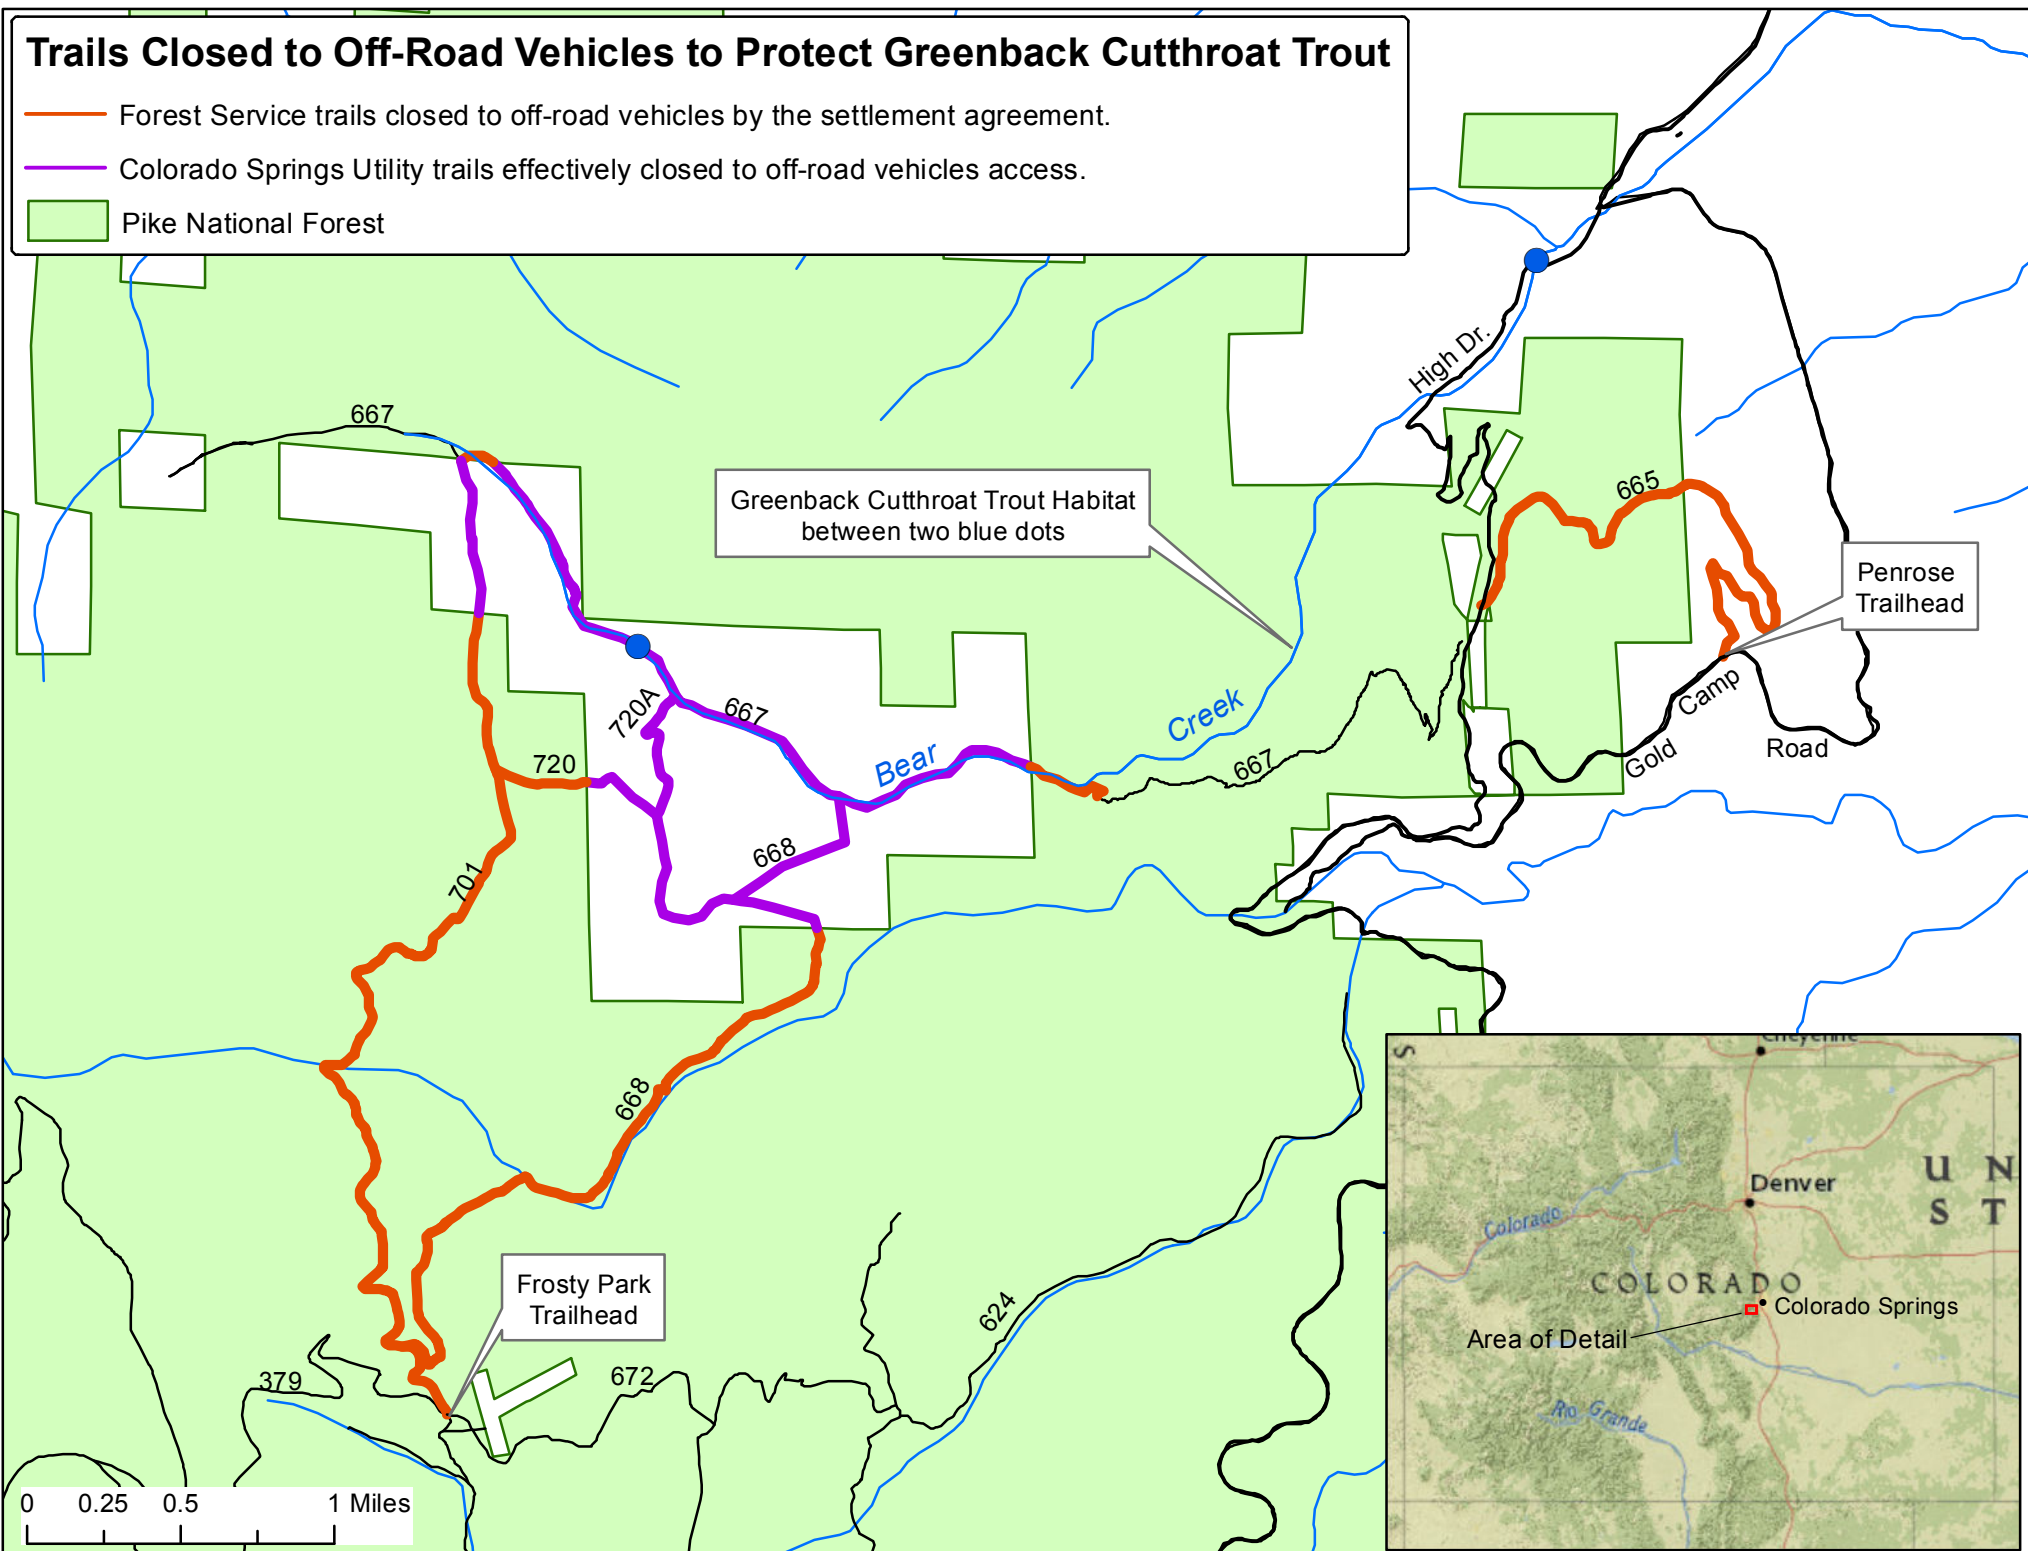 Trails Closed to Off-Road Vehicles to Protect Greenback Cutthroat Trout
Forest Service trails closed to off-road vehicles by the settlement agreement.
Colorado Springs Utility trails effectively closed to off-road vehicles access.
Pike National Forest
High Dr.
667
665
Greenback Cutthroat Trout Habitat
between two blue dots
Penrose
Trailhead
720A
667
Creek
Camp
Bear
720
667
Gold
Road
668
701
668
Frosty Park
Trailhead
624
379
672
0 0.25 0.5 1 Miles
S
Cheyenne
Denver
U N
S T
Colorado
COLORADO
Colorado Springs
Area of Detail
Rio Grande